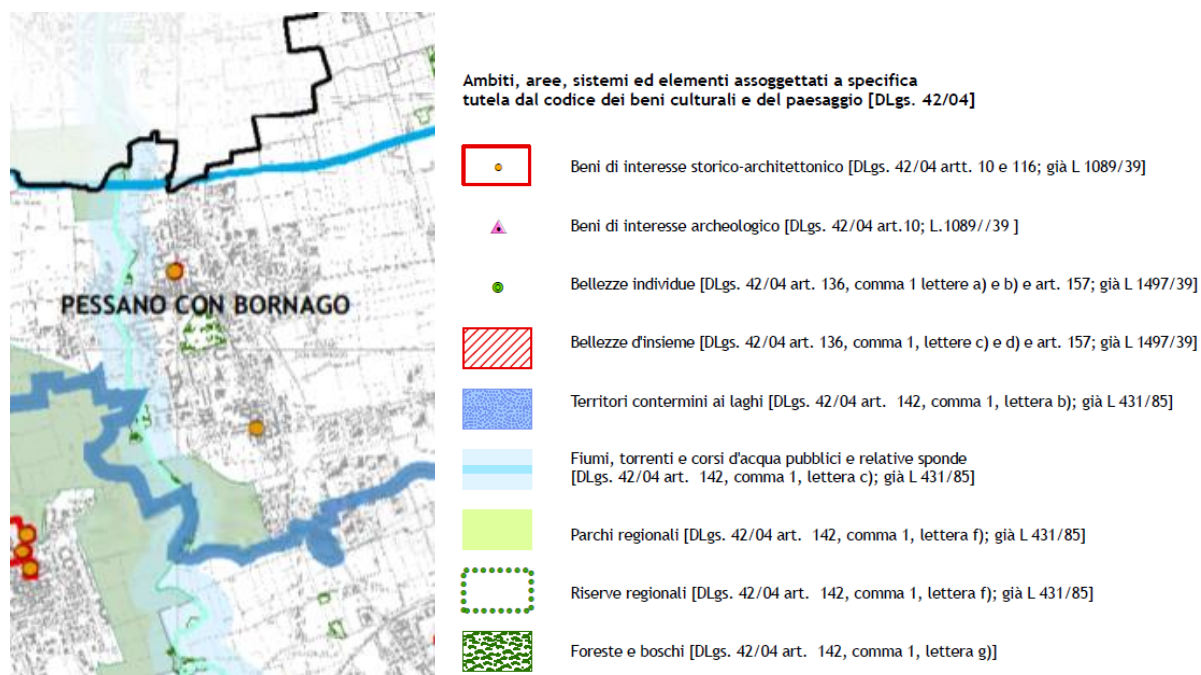 PESSANO CON BORNAGO
Ambiti, aree, sistemi ed elementi assoggettati a specifica
tutela dal codice dei beni culturali e del paesaggio [DLgs. 42/04]
Beni di interesse storico-architettonico [DLgs. 42/04 artt. 10 e 116; già L 1089/39]
Beni di interesse archeologico [DLgs. 42/04 art.10; L.1089//39 ]
Bellezze individue [DLgs. 42/04 art. 136, comma 1 lettere a) e b) e art. 157; già L 1497/39]
Bellezze d'insieme [DLgs. 42/04 art. 136, comma 1, lettere c) e d) e art. 157; già L 1497/39]
Territori contermini ai laghi [DLgs. 42/04 art. 142, comma 1, lettera b); già L 431/85]
Fiumi, torrenti e corsi d'acqua pubblici e relative sponde
[DLgs. 42/04 art. 142, comma 1, lettera c); già L 431/85]
Parchi regionali [DLgs. 42/04 art. 142, comma 1, lettera f); già L 431/85]
Riserve regionali [DLgs. 42/04 art. 142, comma 1, lettera f); già L 431/85]
Foreste e boschi [DLgs. 42/04 art. 142, comma 1, lettera g)]